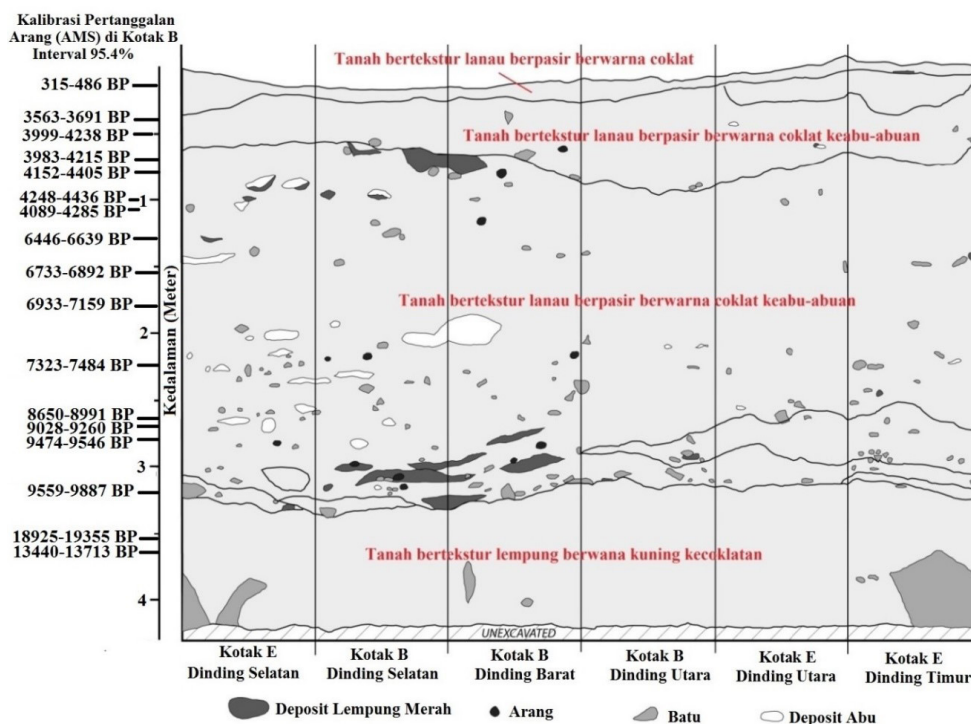 Kalibrasi Pertanggalan
Arang (AMS) di Kotak B
Interval 95.4%
315-486 BP
3563-3691 BP
3999-4238 BP
3983-4215 BP
4152-4405 BP
4248-4436 BP
4089-4285 BP
6446-6639 BP
6733-6892 BP
6933-7159 BP
7323-7484 BP
8650-8991 BP
9028-9260 BP
9474-9546 BP
9559-9887 BP
18925-19355 BP
13440-13713 BP
1
2
3
4
Kedalaman (Meter)
Tanah bertekstur lanau berpasir berwarna coklat
Tanah bertekstur lanau berpasir berwarna coklat keabu-abuan
Tanah bertekstur lanau berpasir berwarna coklat keabu-abuan
Tanah bertekstur lempung berwana kuning kecoklatan
UNEXCAVATED
Kotak E
Dinding Selatan
Kotak B
Dinding Selatan
Kotak B
Dinding Barat
Kotak B
Dinding Utara
Kotak E
Dinding Utara
Kotak E
Dinding Timur
Deposit Lempung Merah
Arang
Batu
Deposit Abu